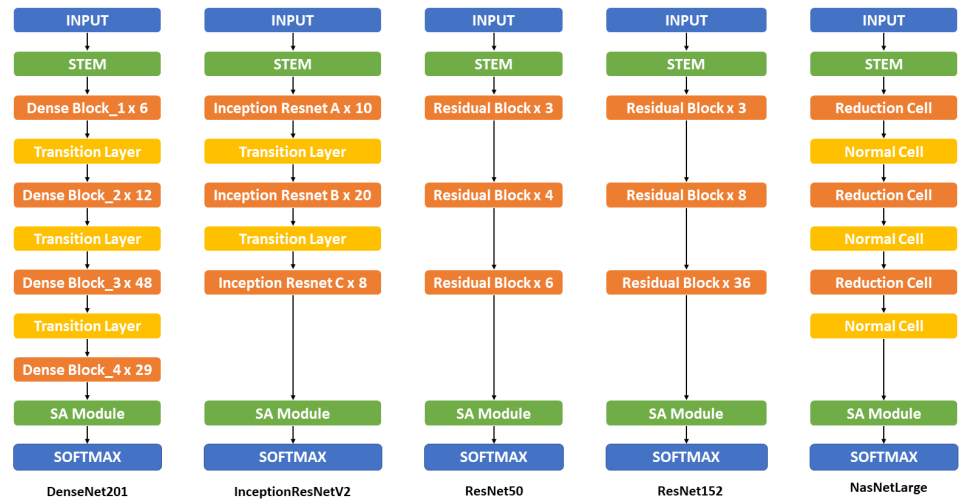 INPUT
STEM
Dense Block_1 x 6
Transition Layer
Dense Block_2 x 12
Transition Layer
Dense Block_3 x 48
Transition Layer
Dense Block_4 x 29
SA Module
SOFTMAX
DenseNet201
INPUT
STEM
Inception Resnet A x 10
Transition Layer
Inception Resnet B x 20
Transition Layer
Inception Resnet C x 8
SA Module
SOFTMAX
InceptionResNetV2
INPUT
STEM
Residual Block x 3
Residual Block x 4
Residual Block x 6
SA Module
SOFTMAX
ResNet50
INPUT
STEM
Residual Block x 3
Residual Block x 8
Residual Block x 36
SA Module
SOFTMAX
ResNet152
INPUT
STEM
Reduction Cell
Normal Cell
Reduction Cell
Normal Cell
Reduction Cell
Normal Cell
SA Module
SOFTMAX
NasNetLarge